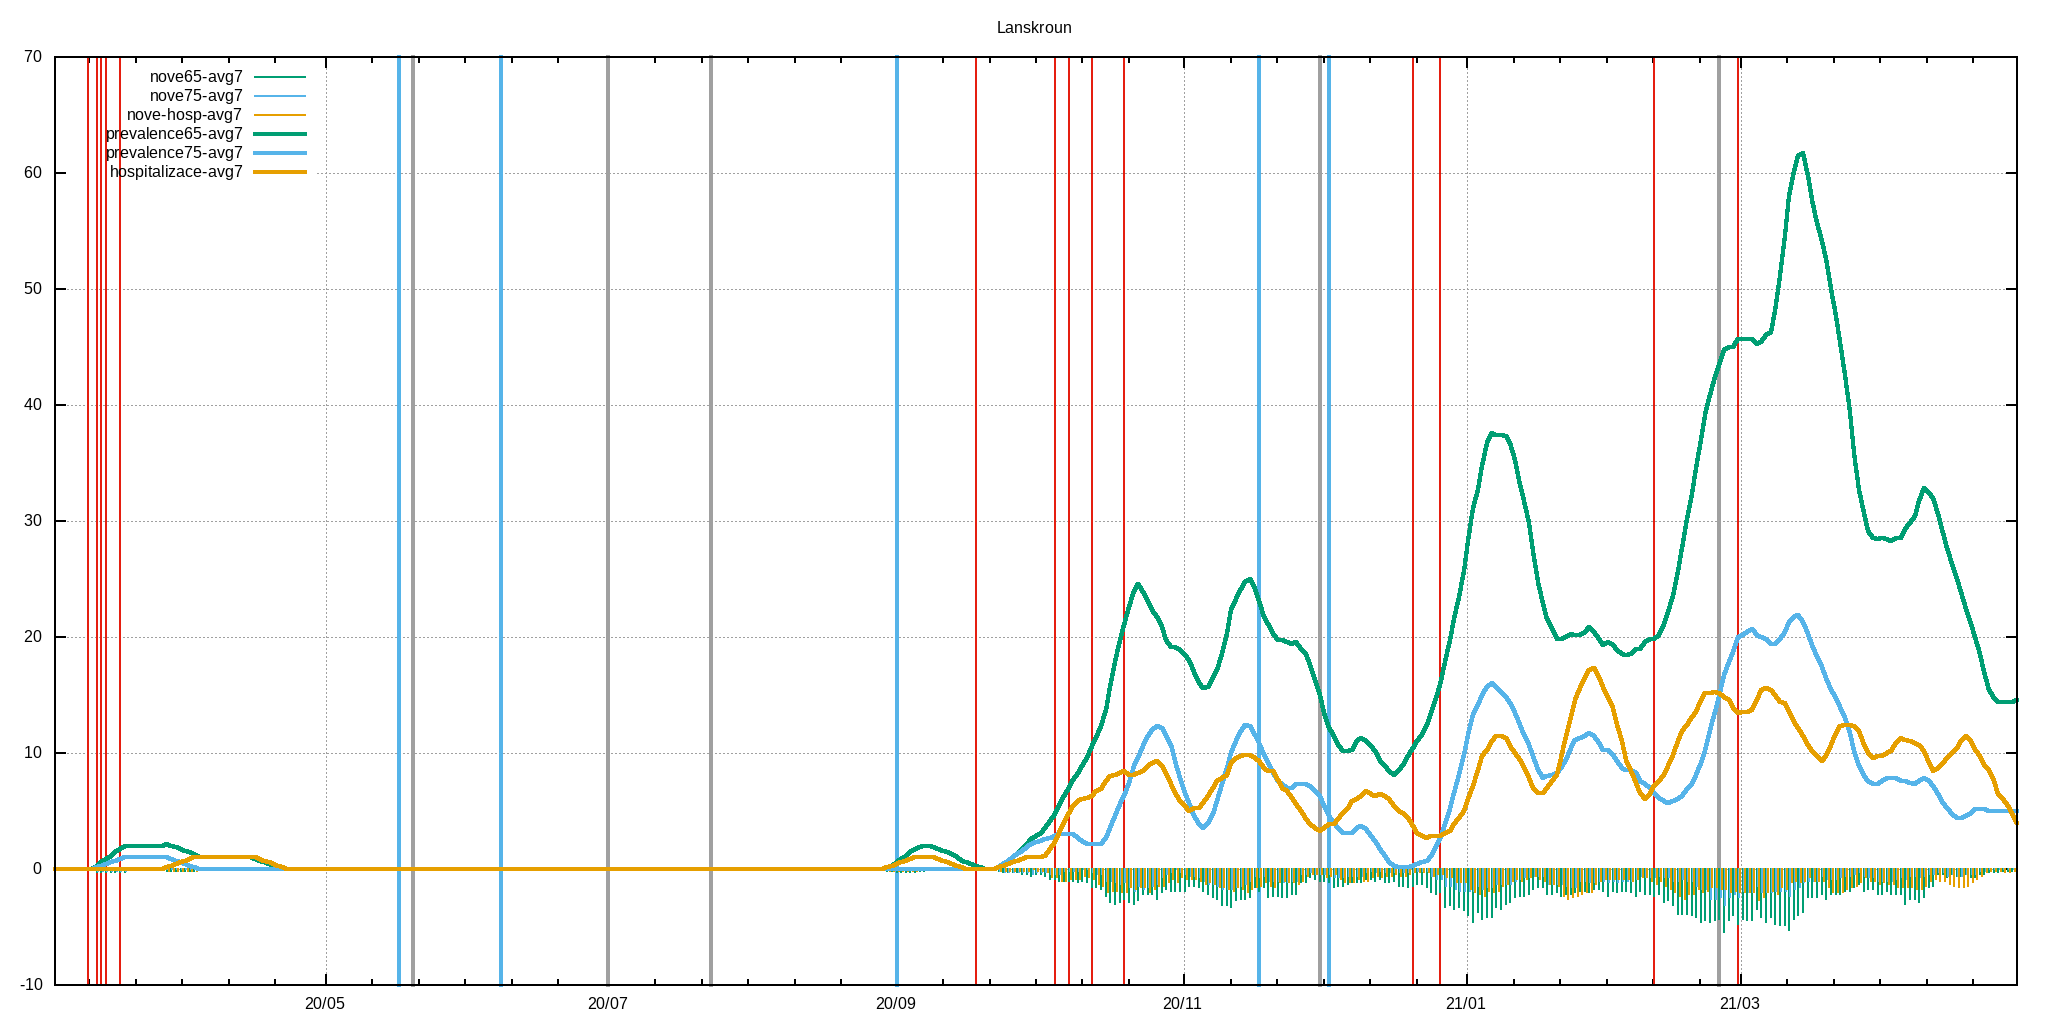 Lanskroun
70
60
50
40
30
20
10
0
-10
nove65-avg7
nove75-avg7
nove-hosp-avg7
prevalence65-avg7
prevalence75-avg7
hospitalizace-avg7
20/05 20/07 20/09 20/11 21/01 21/03